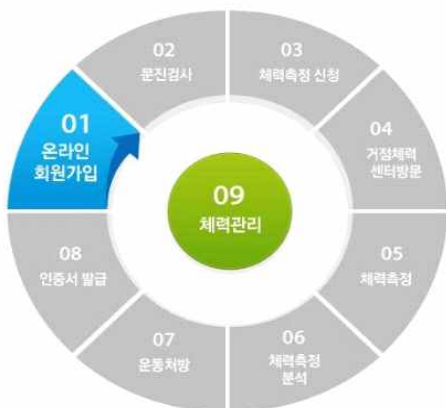 01
온라인
회원가입
02
문진검사
03
체력측정 신청
04
거점체력
센터방문
05
체력측정
06
체력측정
분석
07
운동처방
08
인증서 발급
09
체력관리